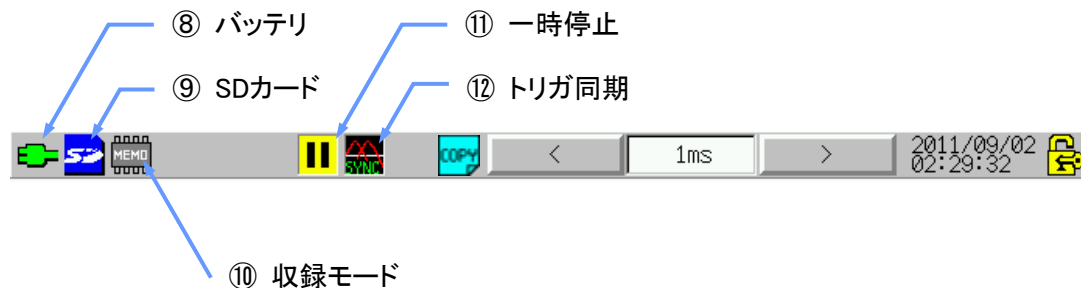 ⑧ バッテリ
⑪ 一時停止
⑨ SDカード
⑫ トリガ同期
SD
MEMO
SYNC
COPY
<
1ms
>
2011/09/02
02:29:32
⑩ 収録モード